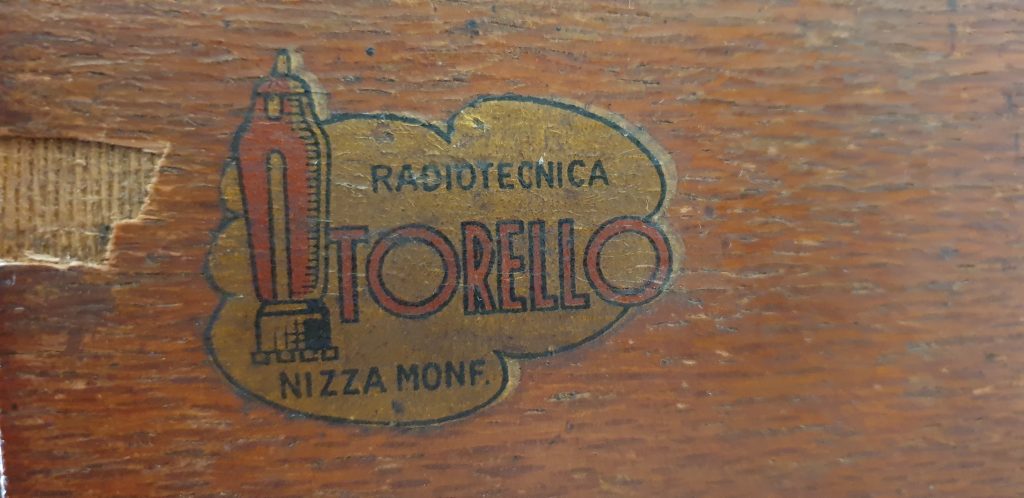 RADIOTECNICA
TORELLO
NIZZA MONF.